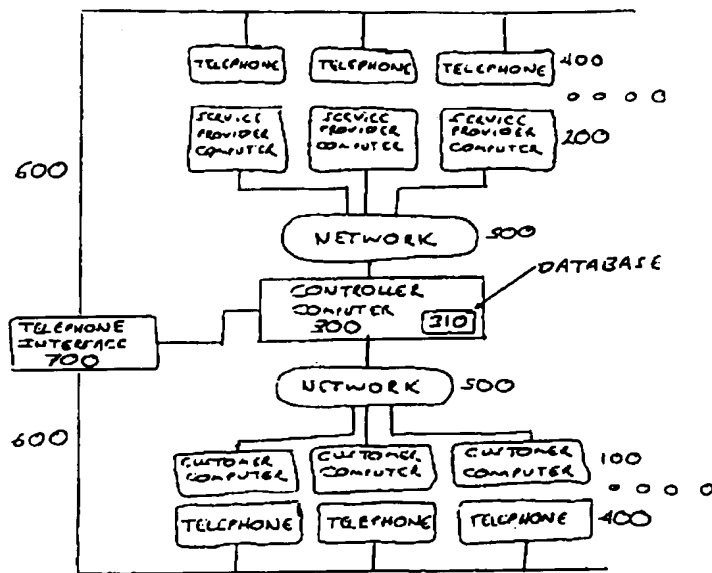 TELEPHONE TELEPHONE TELEPHONE 400
SERVICE PROVIDER COMPUTER
SERVICE PROVIDER COMPUTER
SERVICE PROVIDER COMPUTER
200
600
NETWORK 500
DATABASE
CONTROLLER
COMPUTER
300 310
TELEPHONE
INTERFACE
700
NETWORK 500
600
CUSTOMER COMPUTER
CUSTOMER COMPUTER
CUSTOMER COMPUTER
100
TELEPHONE TELEPHONE TELEPHONE 400